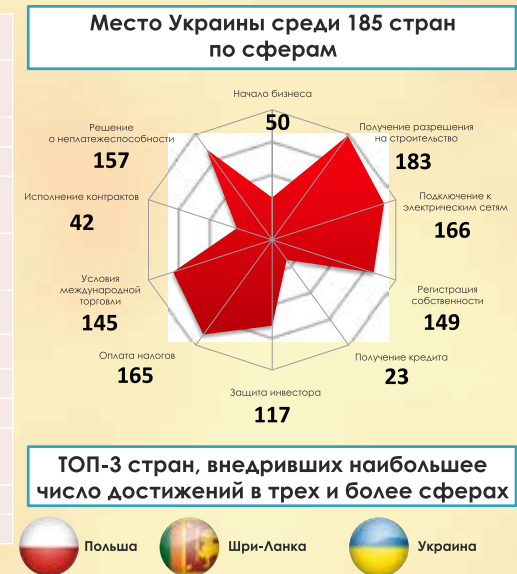 Место Украины среди 185 стран
по сферам
Начало бизнеса
50
Получение разрешения
на строительство
183
Подключение к
электрическим сетям
166
Регистрация
собственности
149
Получение кредита
23
Защита инвестора
117
Оплата налогов
165
Условия
международной
торговли
145
Исполнение контрактов
42
Решение
о неплатежеспособности
157
ТОП-3 стран, внедривших наибольшее
число достижений в трех и более сферах
Польша
Шри-Ланка
Украина